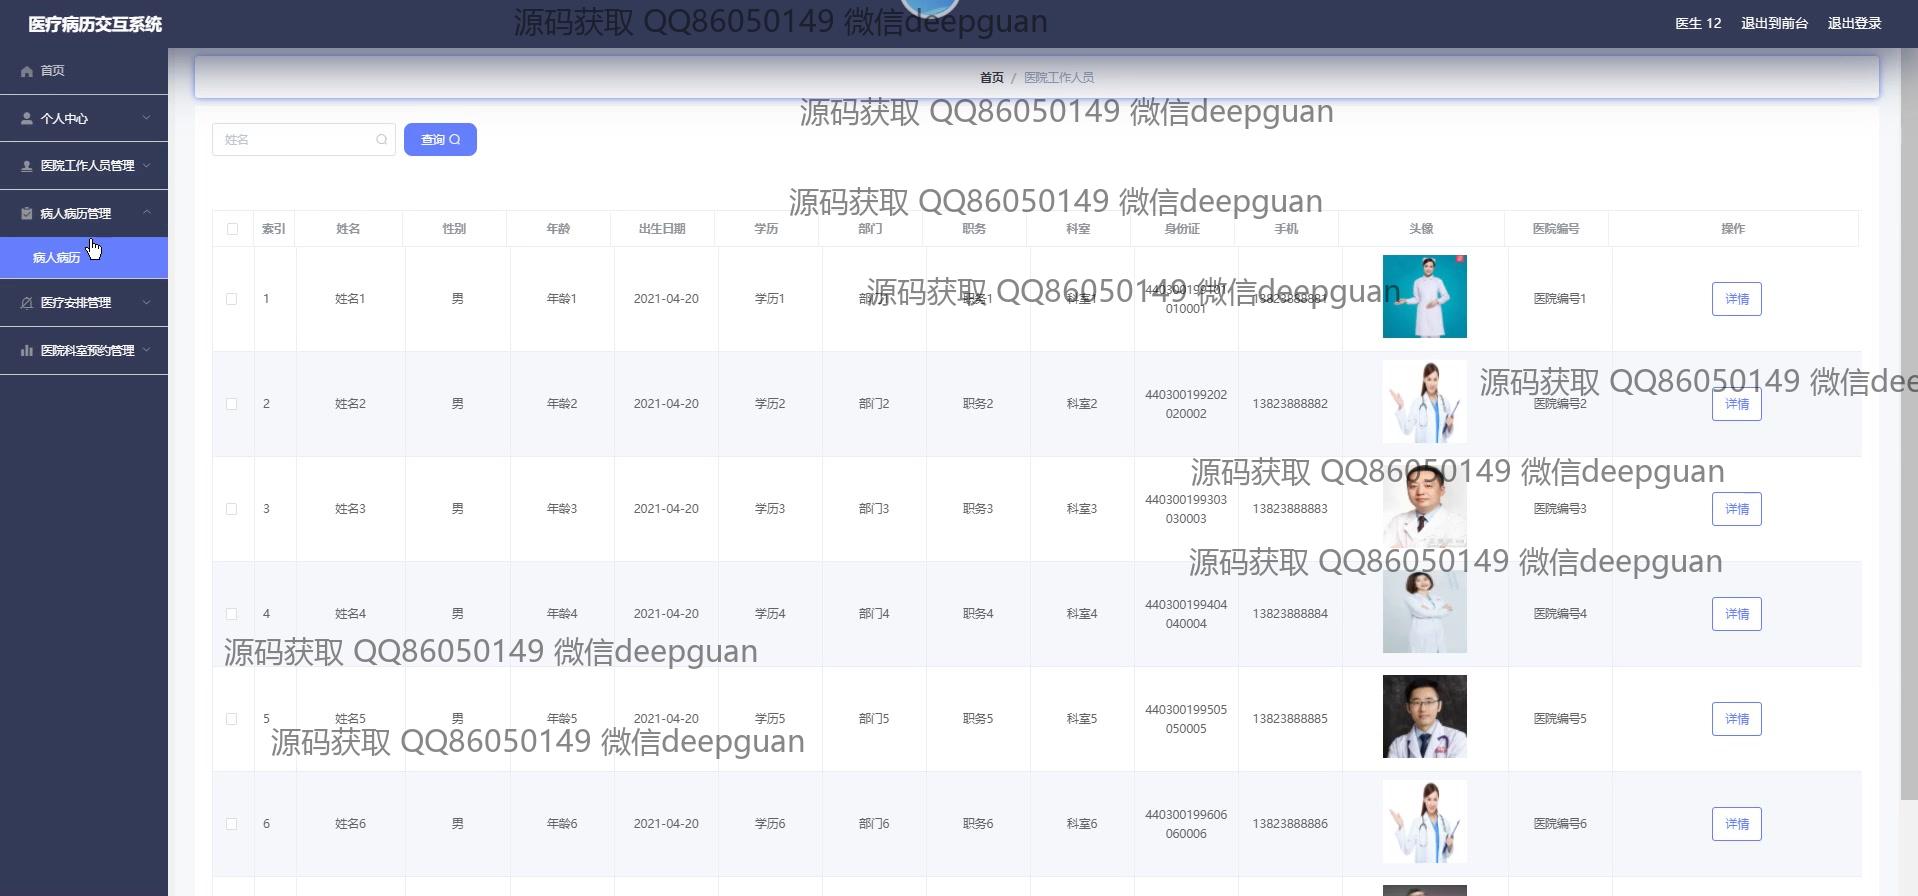 医疗病历交互系统
源码获取 QQ86050149 微信deepguan
医生 12 退出到前台 退出登录
首页
个人中心
医院工作人员管理
病人病历管理
病人病历
医疗安排管理
医院科室预约管理
首页 / 医院工作人员
源码获取 QQ86050149 微信deepguan
姓名 查询
源码获取 QQ86050149 微信deepguan
索引 姓名 性别 年龄 出生日期 学历 部门 职务 科室 身份证 手机 头像 医院编号 操作
源码获取 QQ86050149 微信deepguan
1 姓名1 男 年龄1 2021-04-20 学历1 部门1 职务1 科室1 440300199101 13823888881 医院编号1 详情
010001
源码获取 QQ86050149 微信dee
2 姓名2 男 年龄2 2021-04-20 学历2 部门2 职务2 科室2 440300199202 13823888882 医院编号2 详情
020002
源码获取 QQ86050149 微信deepguan
3 姓名3 男 年龄3 2021-04-20 学历3 部门3 职务3 科室3 440300199303 13823888883 医院编号3 详情
030003
源码获取 QQ86050149 微信deepguan
4 姓名4 男 年龄4 2021-04-20 学历4 部门4 职务4 科室4 440300199404 13823888884 医院编号4 详情
040004
源码获取 QQ86050149 微信deepguan
5 姓名5 男 年龄5 2021-04-20 学历5 部门5 职务5 科室5 440300199505 13823888885 医院编号5 详情
050005
源码获取 QQ86050149 微信deepguan
6 姓名6 男 年龄6 2021-04-20 学历6 部门6 职务6 科室6 440300199606 13823888886 医院编号6 详情
060006